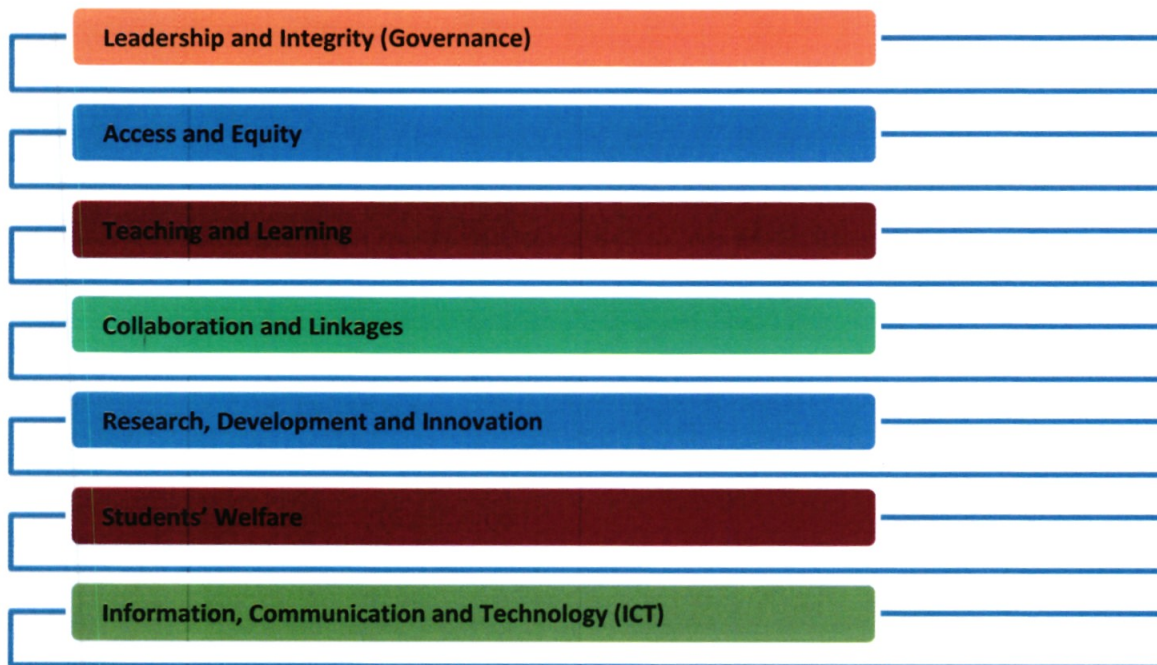 Leadership and Integrity (Governance)
Access and Equity
Teaching and Learning
Collaboration and Linkages
Research, Development and Innovation
Students' Welfare
Information, Communication and Technology (ICT)